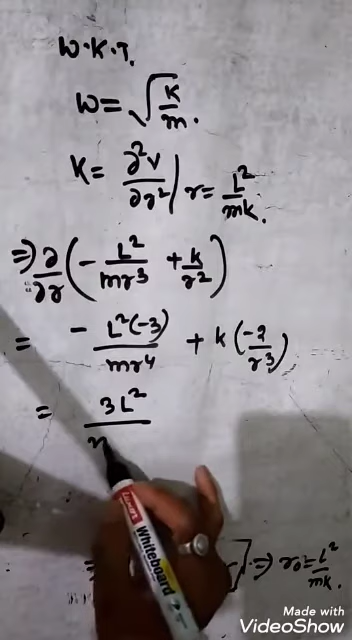 W.K.T.
ω = √(k/m).
K = ∂²V/∂r² | r = L²/mk.
⇒ ∂/∂r (- L²/mr³ + k/r²)
= - L²(-3)/mr⁴ + k(-2/r³)
= 3L²/m
] ⇒ r₀ = L²/mk.
Whiteboard
Made with
VideoShow